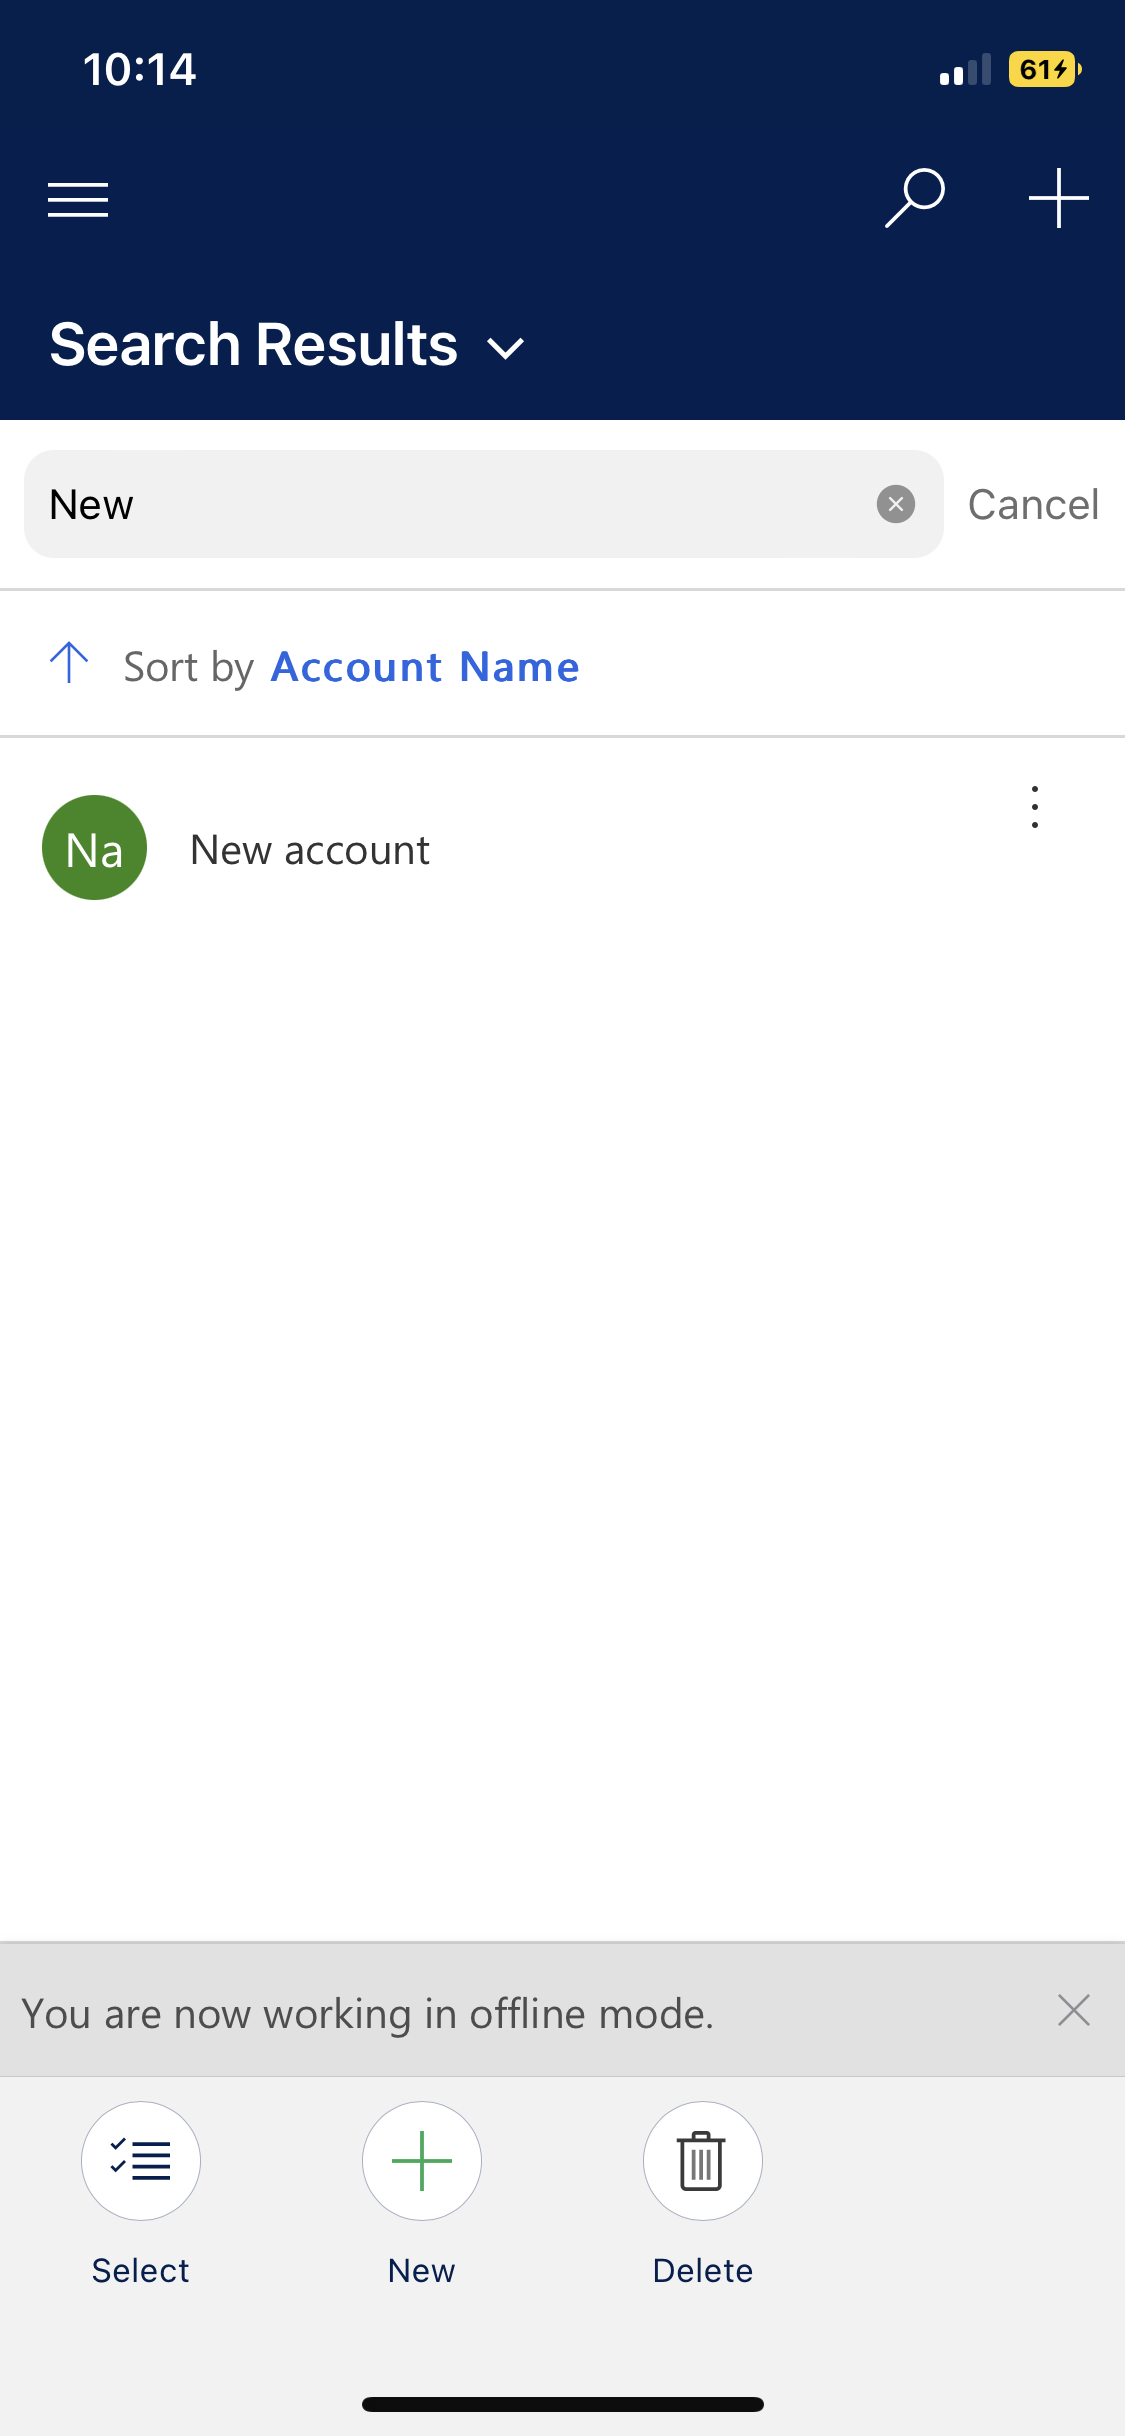 10:14
61
Search Results
New
Cancel
Sort by Account Name
Na
New account
You are now working in offline mode.
Select
New
Delete